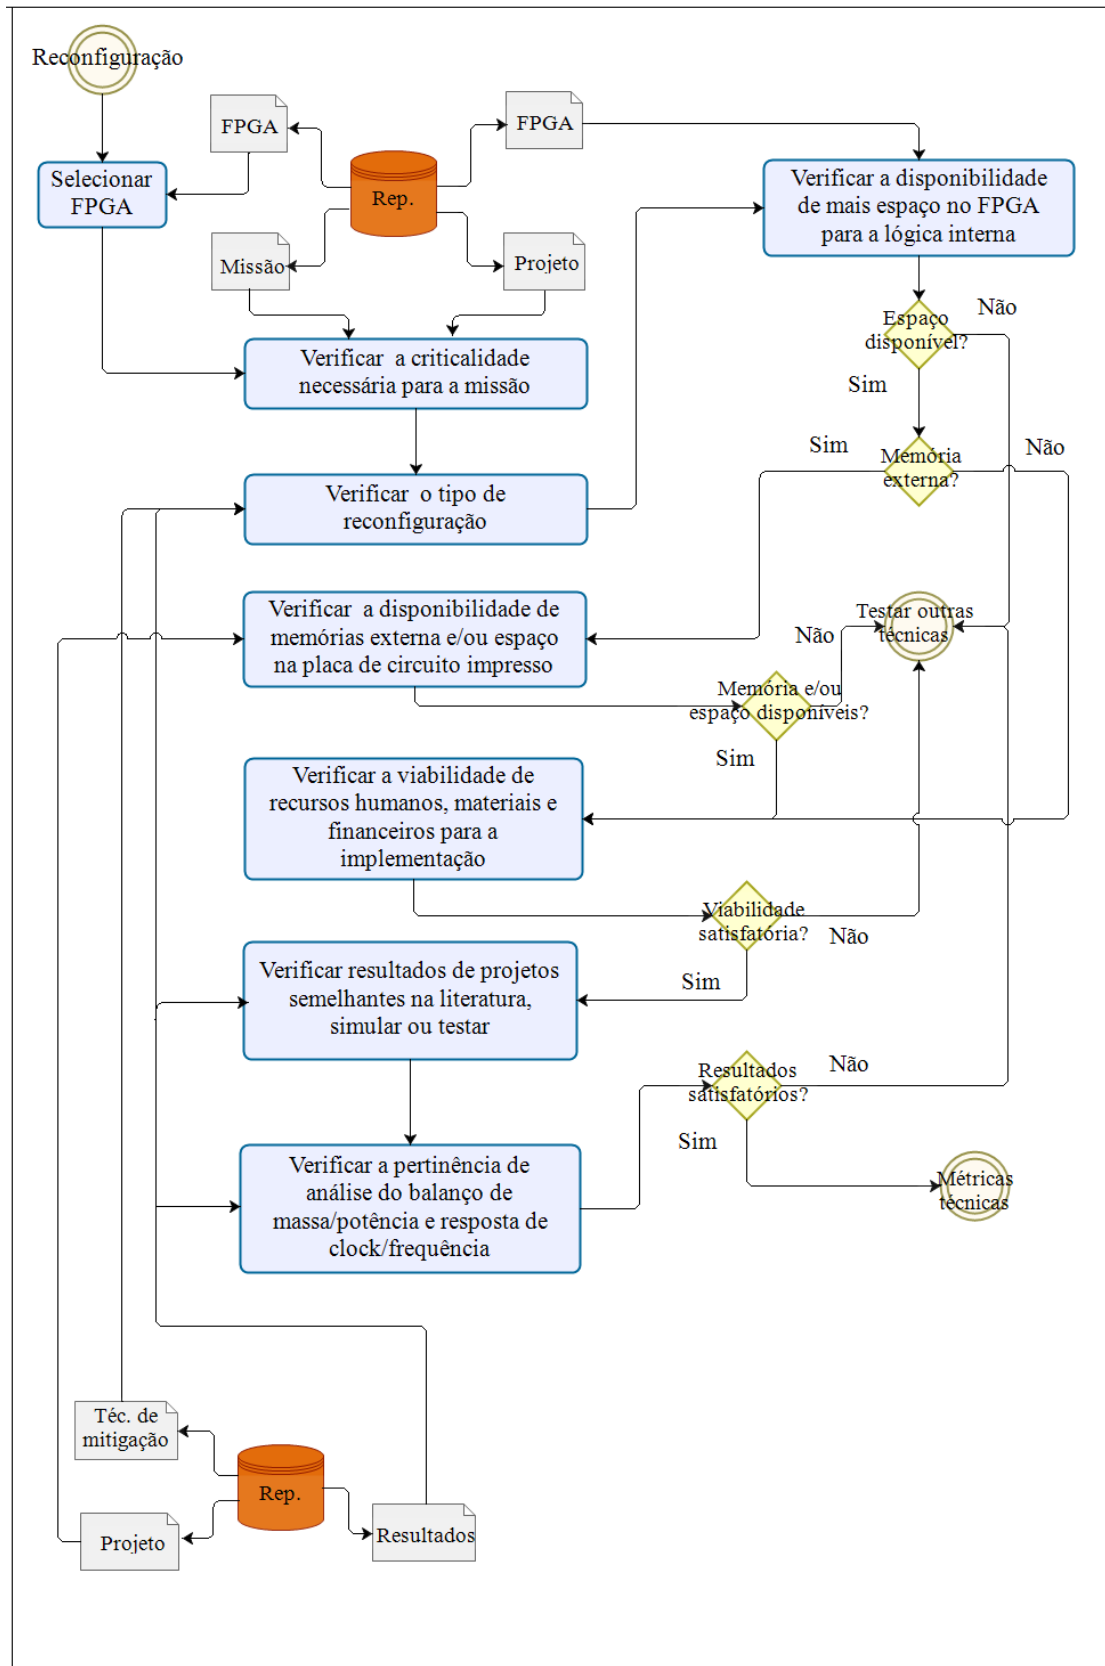 Reconfiguração
FPGA
FPGA
Rep.
Selecionar
FPGA
Verificar a disponibilidade
de mais espaço no FPGA
para a lógica interna
Missão
Projeto
Espaço
disponível?
Não
Sim
Verificar a criticalidade
necessária para a missão
Memória
externa?
Sim
Não
Verificar o tipo de
reconfiguração
Verificar a disponibilidade de
memórias externa e/ou espaço
na placa de circuito impresso
Testar outras
técnicas
Não
Memória e/ou
espaço disponíveis?
Sim
Verificar a viabilidade de
recursos humanos, materiais e
financeiros para a
implementação
Viabilidade
satisfatória?
Não
Sim
Verificar resultados de projetos
semelhantes na literatura,
simular ou testar
Resultados
satisfatórios?
Não
Sim
Verificar a pertinência de
análise do balanço de
massa/potência e resposta de
clock/frequência
Métricas
técnicas
Téc. de
mitigação
Rep.
Projeto
Resultados